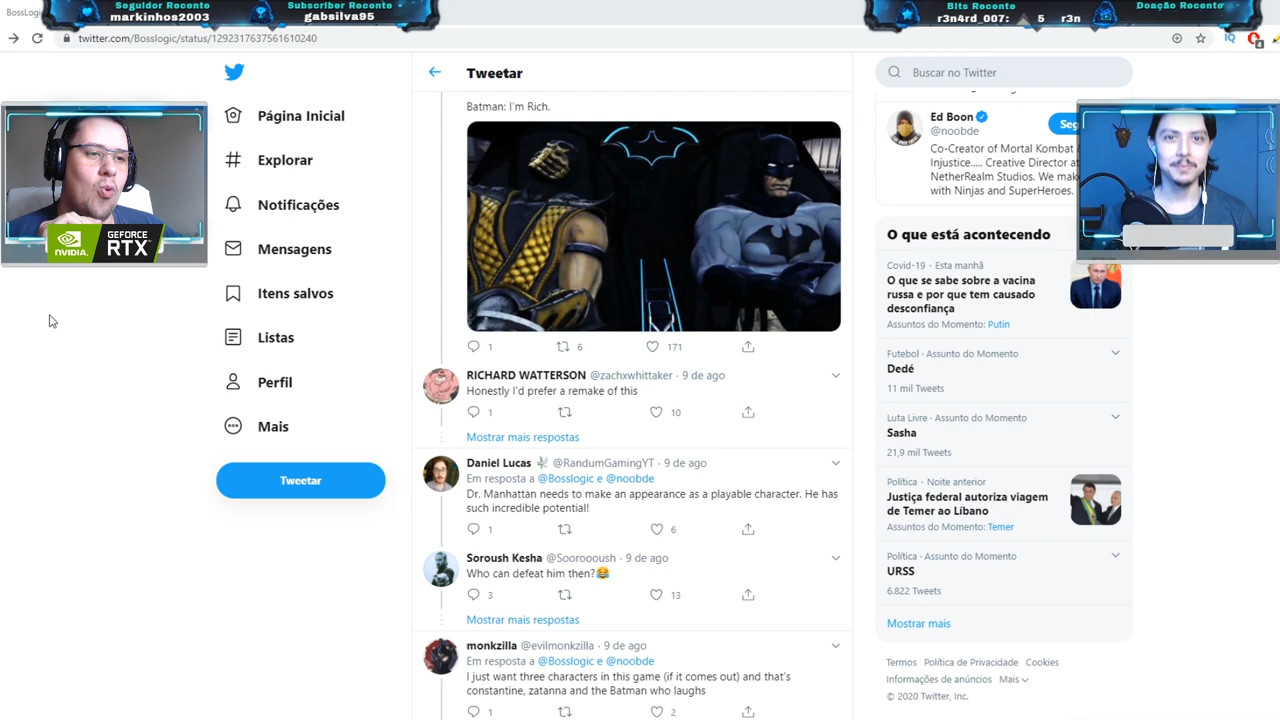 BossLogi
Seguidor Recento
markinhos2003
Subscribor Recento
gabsilva95
Bits Recento
r3n4rd_007: 5 r3n
Doação Recento
twitter.com/Bosslogic/status/1292317637561610240
Página Inicial
Explorar
Notificações
Mensagens
Itens salvos
Listas
Perfil
Mais
Tweetar
NVIDIA.
GEFORCE
RTX
Tweetar
Batman: I'm Rich.
1 6 171
RICHARD WATTERSON @zachxwhittaker · 9 de ago
Honestly I'd prefer a remake of this
1 10
Mostrar mais respostas
Daniel Lucas @RandumGamingYT · 9 de ago
Em resposta a @Bosslogic e @noobde
Dr. Manhattan needs to make an appearance as a playable character. He has
such incredible potential!
1 6
Soroush Kesha @Soroooush · 9 de ago
Who can defeat him then?😂
3 13
Mostrar mais respostas
monkzilla @evilmonkzilla · 9 de ago
Em resposta a @Bosslogic e @noobde
I just want three characters in this game (if it comes out) and that's
constantine, zatanna and the Batman who laughs
1 2
Buscar no Twitter
Ed Boon
@noobde
Seg
Co-Creator of Mortal Kombat &
Injustice..... Creative Director at
NetherRealm Studios. We mak
with Ninjas and SuperHeroes.
O que está acontecendo
Covid-19 · Esta manhã
O que se sabe sobre a vacina
russa e por que tem causado
desconfiança
Assuntos do Momento: Putin
Futebol · Assunto do Momento
Dedé
11 mil Tweets
Luta Livre · Assunto do Momento
Sasha
21,9 mil Tweets
Política · Noite anterior
Justiça federal autoriza viagem
de Temer ao Líbano
Assuntos do Momento: Temer
Política · Assunto do Momento
URSS
6.822 Tweets
Mostrar mais
Termos Política de Privacidade Cookies
Informações de anúncios Mais
© 2020 Twitter, Inc.